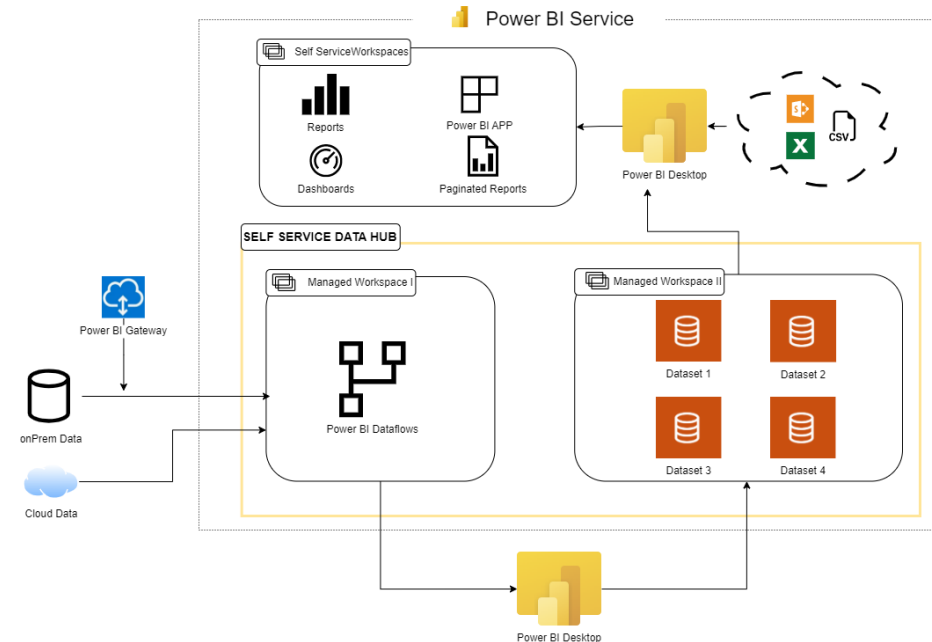 Power BI Service
Self ServiceWorkspaces
Reports
Power BI APP
Dashboards
Paginated Reports
Power BI Desktop
S
X
CSV
SELF SERVICE DATA HUB
Managed Workspace I
Managed Workspace II
Power BI Gateway
Dataset 1
Dataset 2
onPrem Data
Power BI Dataflows
Dataset 3
Dataset 4
Cloud Data
Power BI Desktop